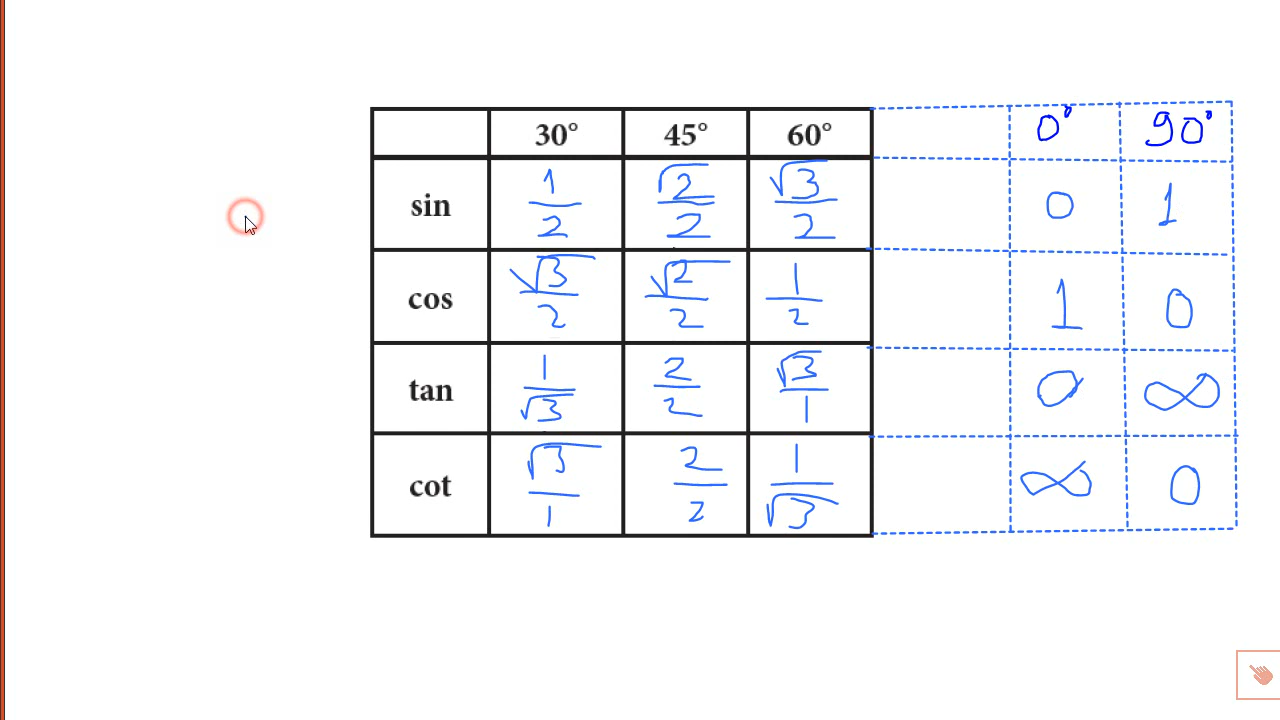 30° 45° 60° 0° 90°
sin 1/2 √2/2 √3/2 0 1
cos √3/2 √2/2 1/2 1 0
tan 1/√3 2/2 √3/1 0 ∞
cot √3/1 2/2 1/√3 ∞ 0